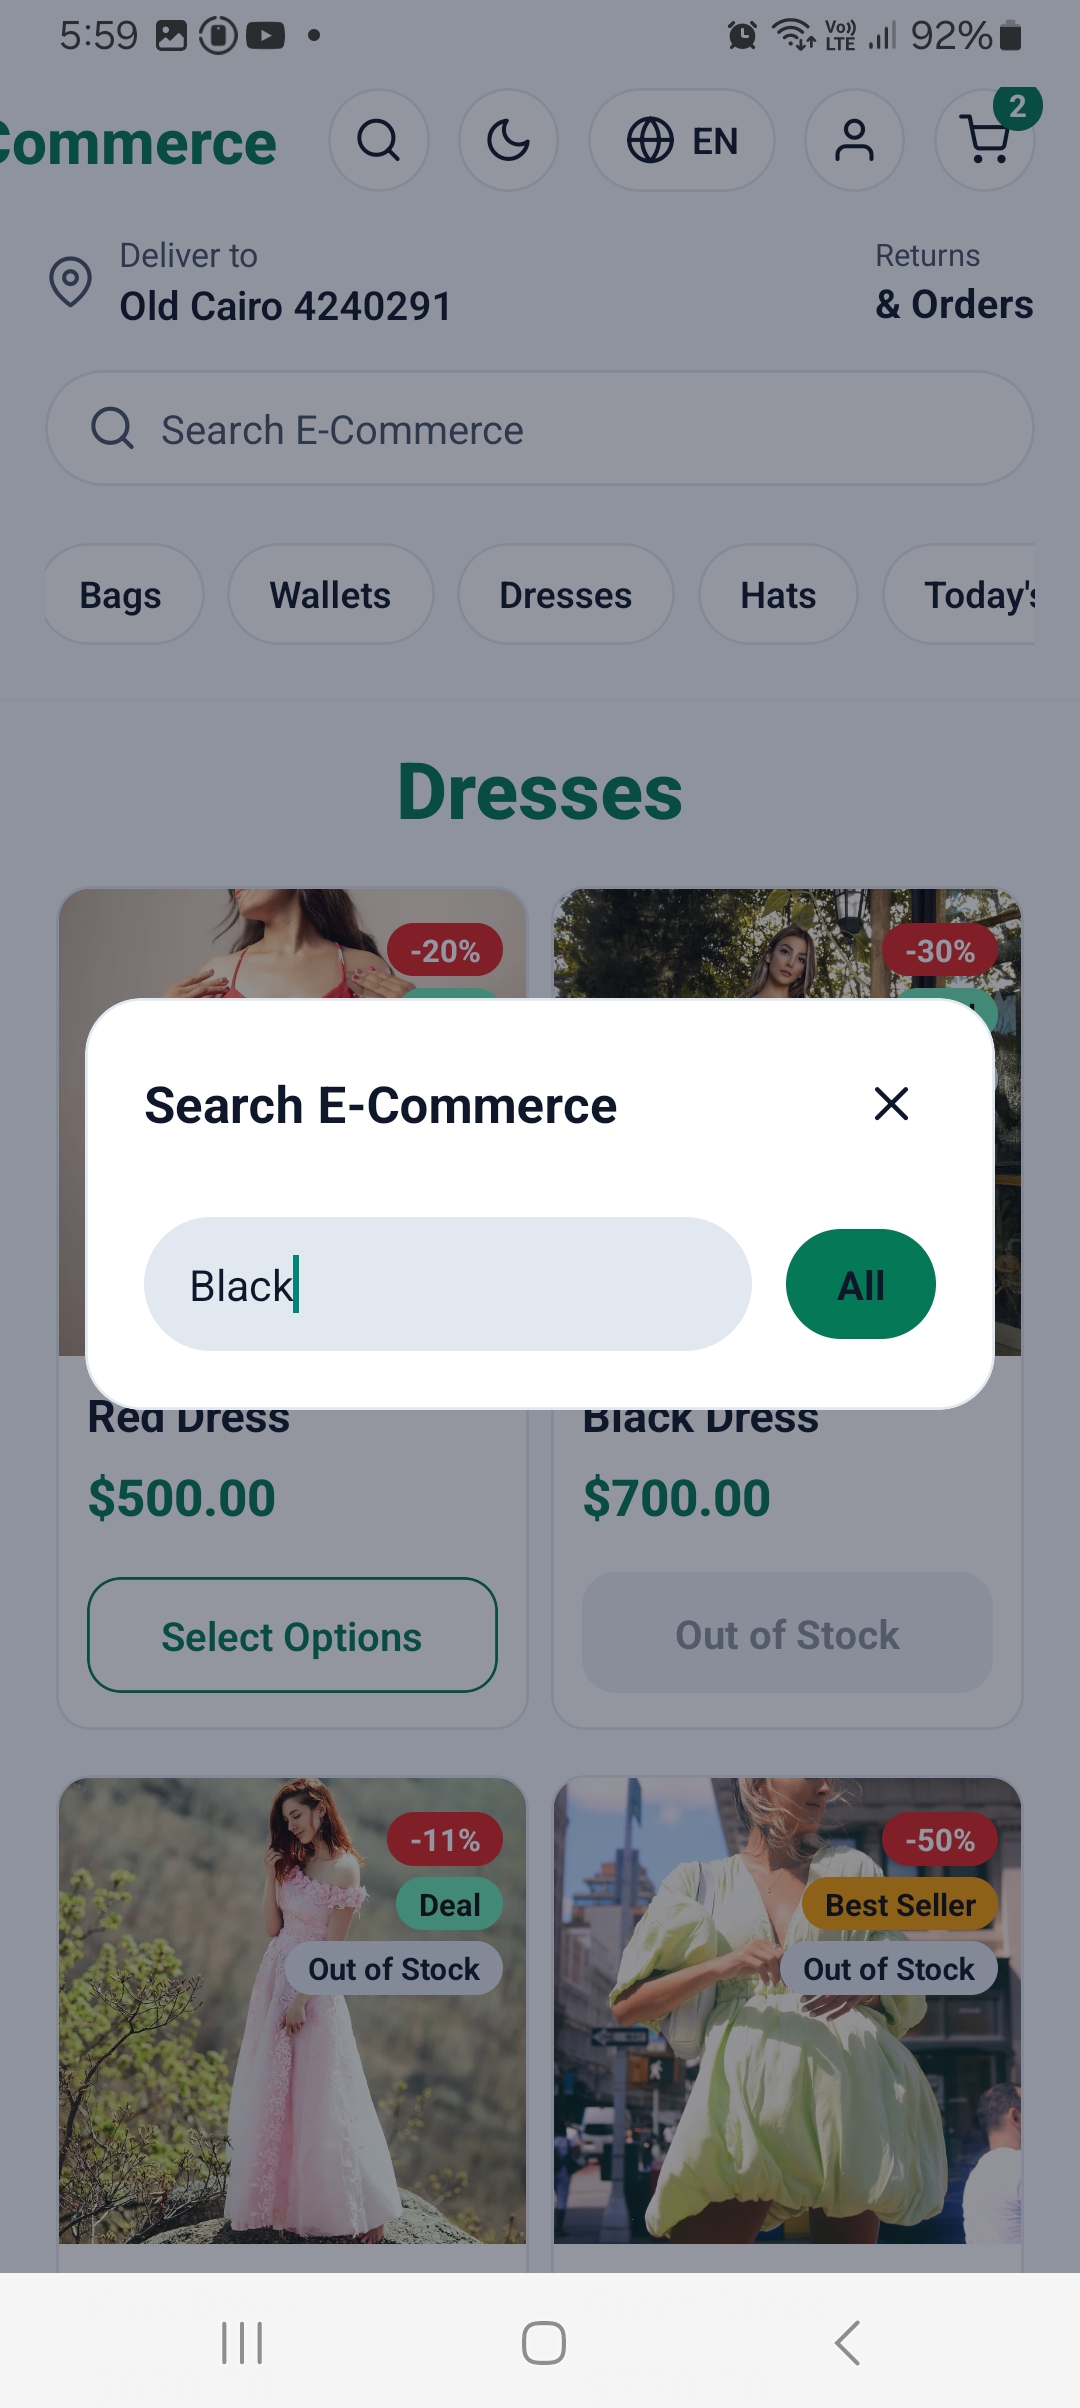 5:59
Vo)) LTE
92%
Commerce
EN
2
Deliver to
Old Cairo 4240291
Returns
& Orders
Search E-Commerce
Bags
Wallets
Dresses
Hats
Today's
Dresses
-20%
-30%
Search E-Commerce
Black
All
Red Dress
Black Dress
$500.00
$700.00
Select Options
Out of Stock
-11%
-50%
Deal
Best Seller
Out of Stock
Out of Stock